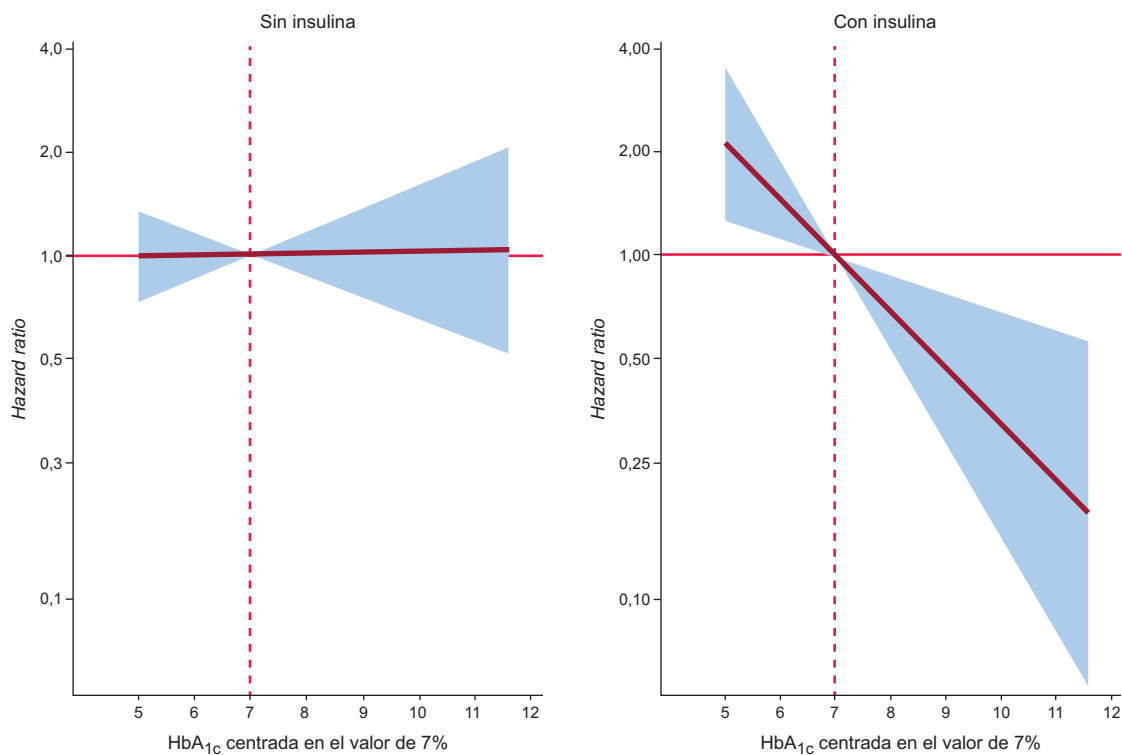 Sin insulina
4,0
2,0
1.0
0,5
0,3
0,1
Hazard ratio
5 6 7 8 9 10 11 12
HbA1c centrada en el valor de 7%
Con insulina
4,00
2,00
1,00
0,50
0,25
0,10
Hazard ratio
5 6 7 8 9 10 11 12
HbA1c centrada en el valor de 7%